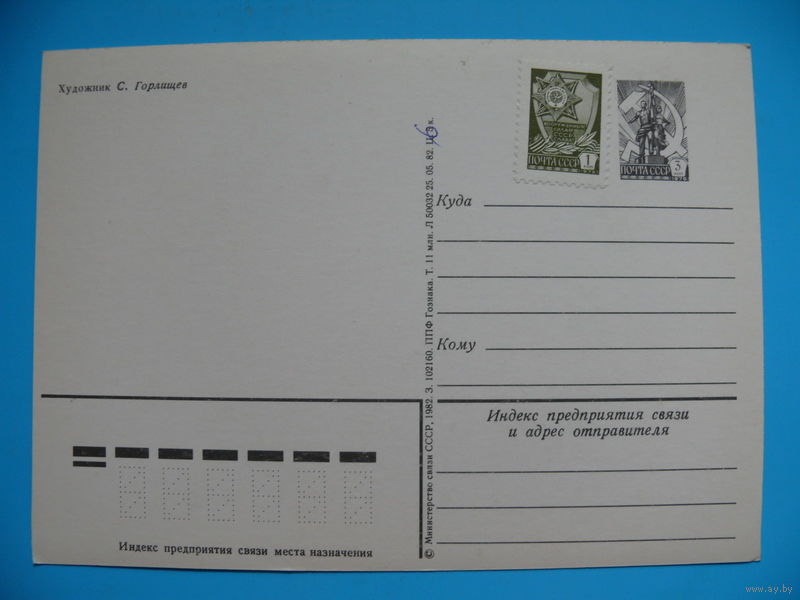 Художник С. Горлищев
ПОЧТА СССР
1
ПОЧТА СССР
3
Куда
Кому
Индекс предприятия связи
и адрес отправителя
© Министерство связи СССР, 1982. З. 102160. ППФ Гознака. Т. 11 млн. Л 50032 25. 05. 82.
Индекс предприятия связи места назначения
www.ay.by